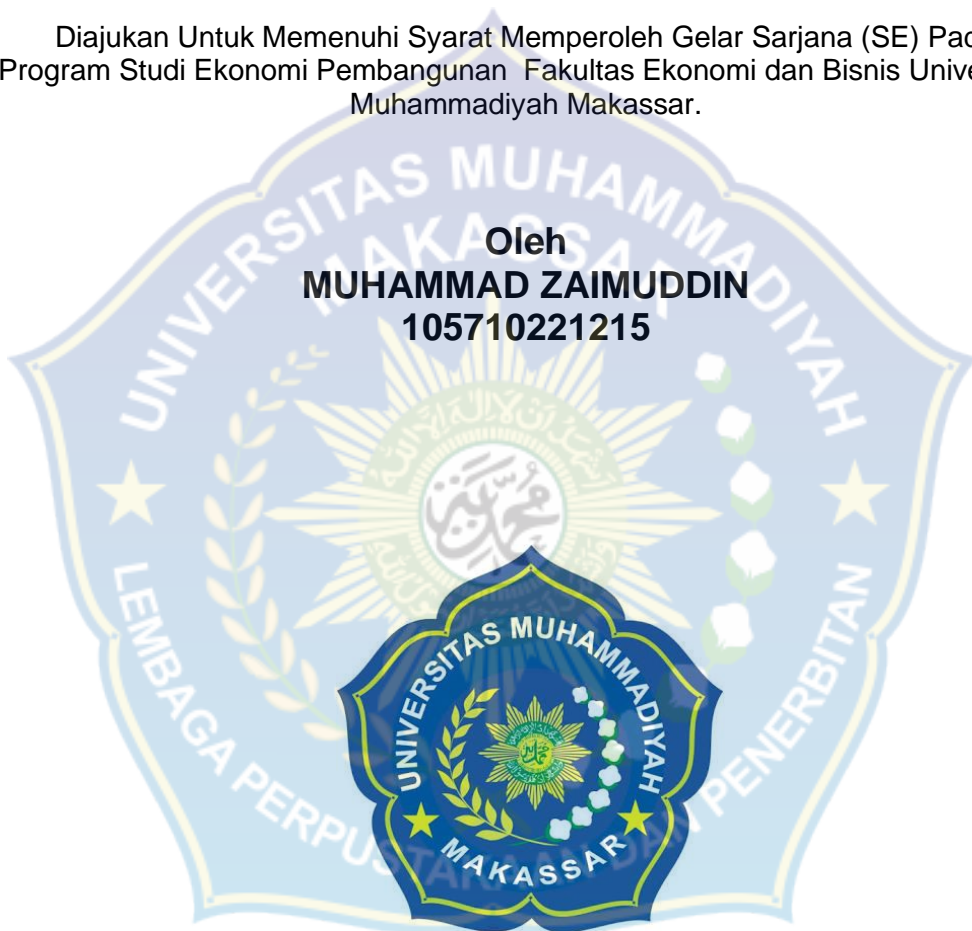 Diajukan Untuk Memenuhi Syarat Memperoleh Gelar Sarjana (SE) Pad
Program Studi Ekonomi Pembangunan Fakultas Ekonomi dan Bisnis Unive
Muhammadiyah Makassar.
UNIVERSITAS MUHAMMADIYAH
MAKASSAR
Oleh
MUHAMMAD ZAIMUDDIN
105710221215
UNIVERSITAS MUHAMMADIYAH
MAKASSAR
LEMBAGA PERPUSTAKAAN DAN PENERBITAN